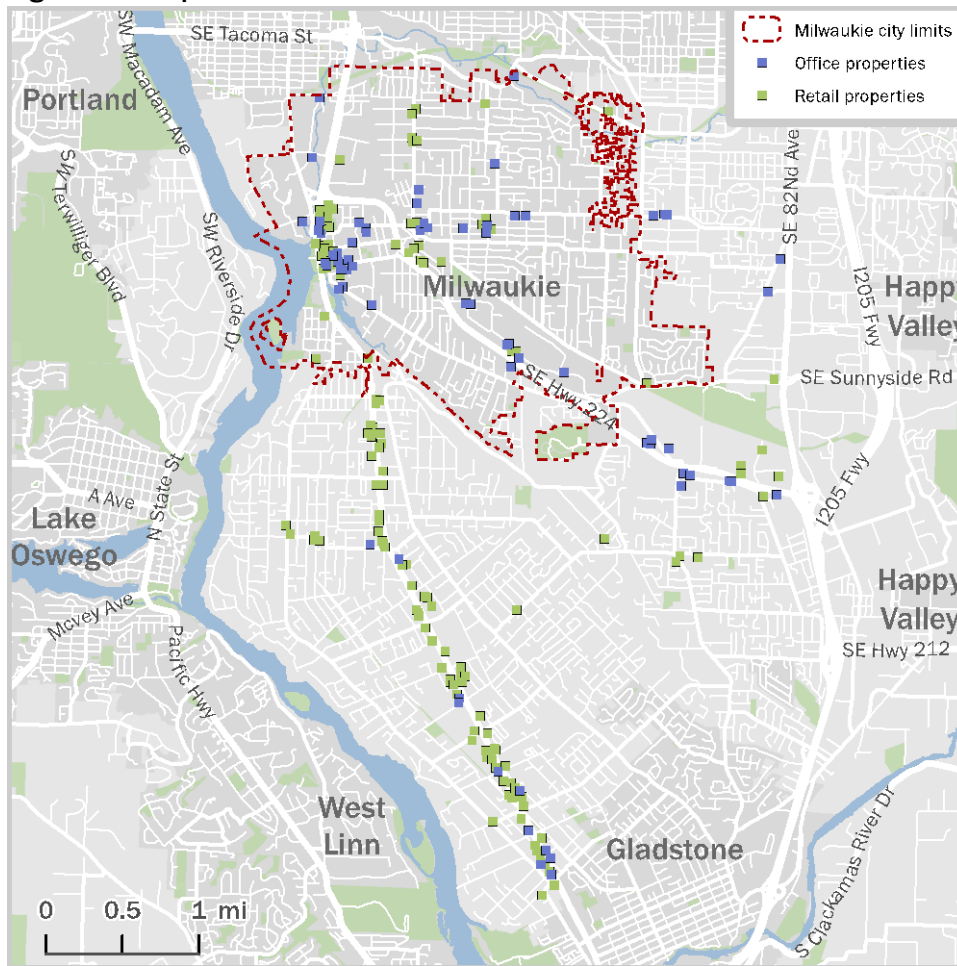 SE Tacoma St
SW Macadam Ave
Portland
SW Terwilliger Blvd
SW Riverside Dr
Milwaukie city limits
Office properties
Retail properties
SE 82Nd Ave
I205 Fwy
Happy
Valley
Milwaukie
SE Hwy 224
SE Sunnyside Rd
I205 Fwy
N State St
A Ave
Lake
Oswego
Mcvey Ave
Pacific Hwy
Happy
Valley
SE Hwy 212
West
Linn
Gladstone
S Clackamas River Dr
0 0.5 1 mi